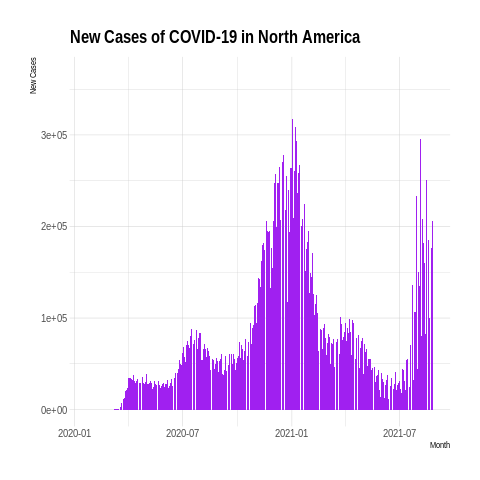 New Cases of COVID-19 in North America
New Cases
3e+05
2e+05
1e+05
0e+00
2020-01 2020-07 2021-01 2021-07
Month